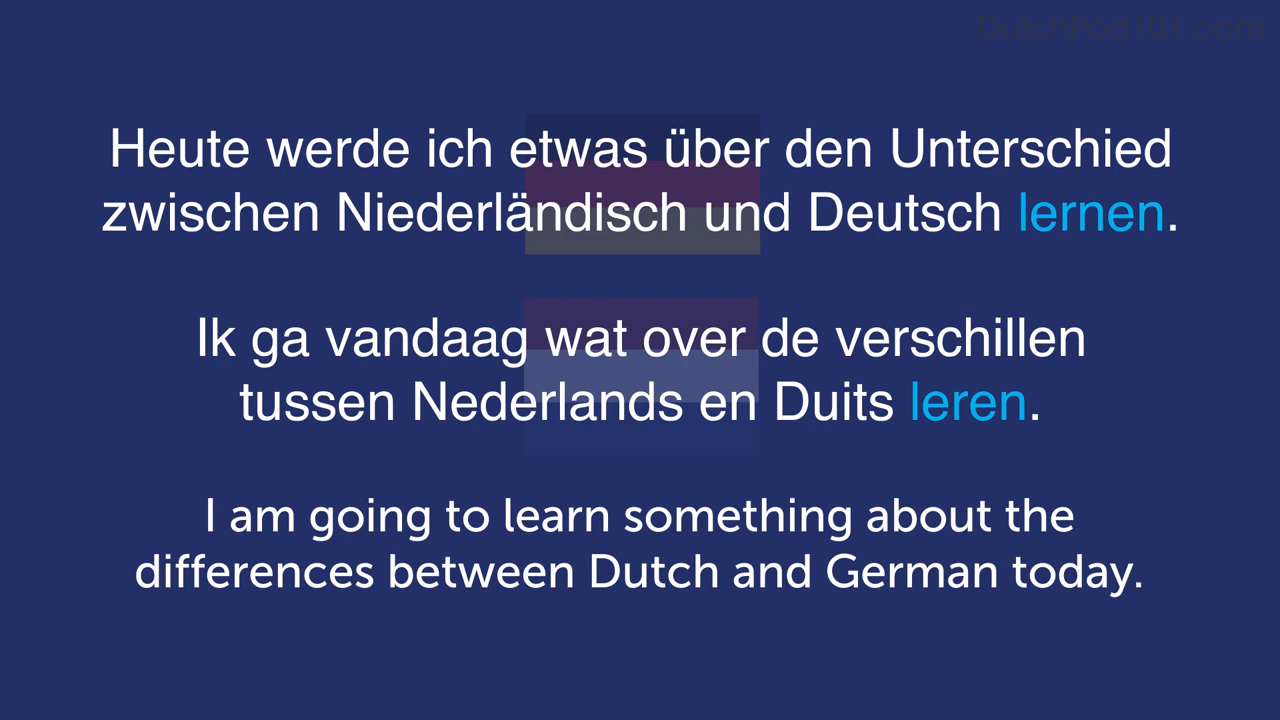 DutchPod101.com
Heute werde ich etwas über den Unterschied
zwischen Niederländisch und Deutsch lernen.
Ik ga vandaag wat over de verschillen
tussen Nederlands en Duits leren.
I am going to learn something about the
differences between Dutch and German today.